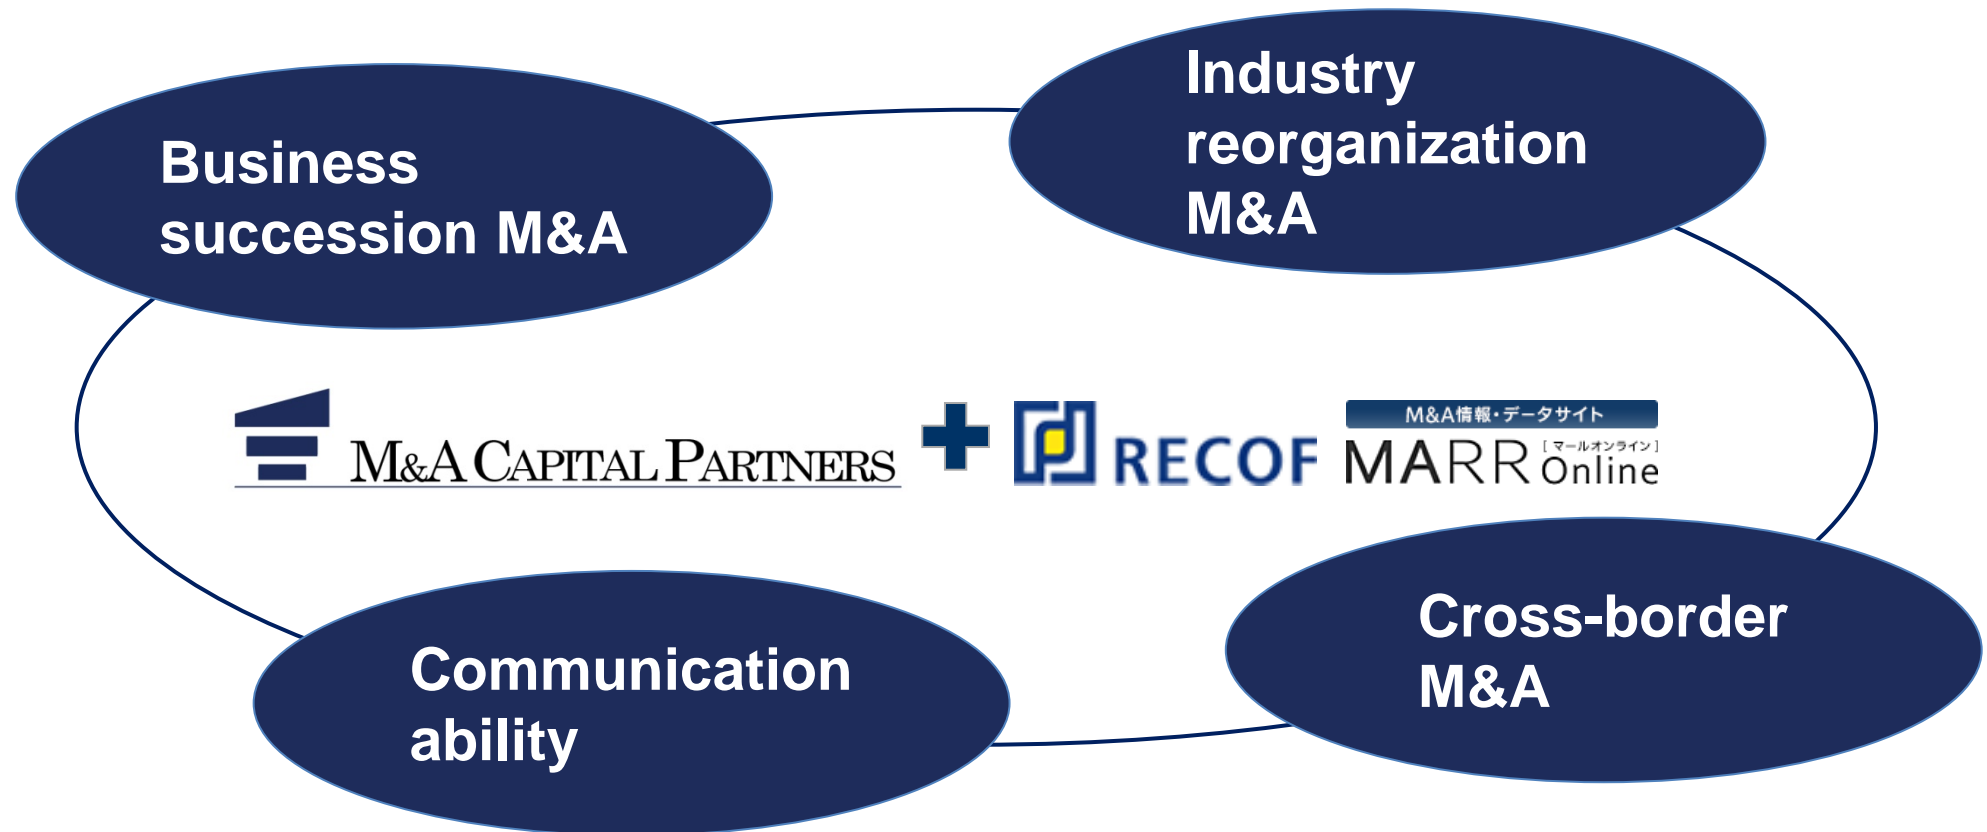 Business
succession M&A
Industry
reorganization
M&A
M&A CAPITAL PARTNERS
RECOF
M&A情報・データサイト
MARR Online
[マールオンライン]
Communication
ability
Cross-border
M&A